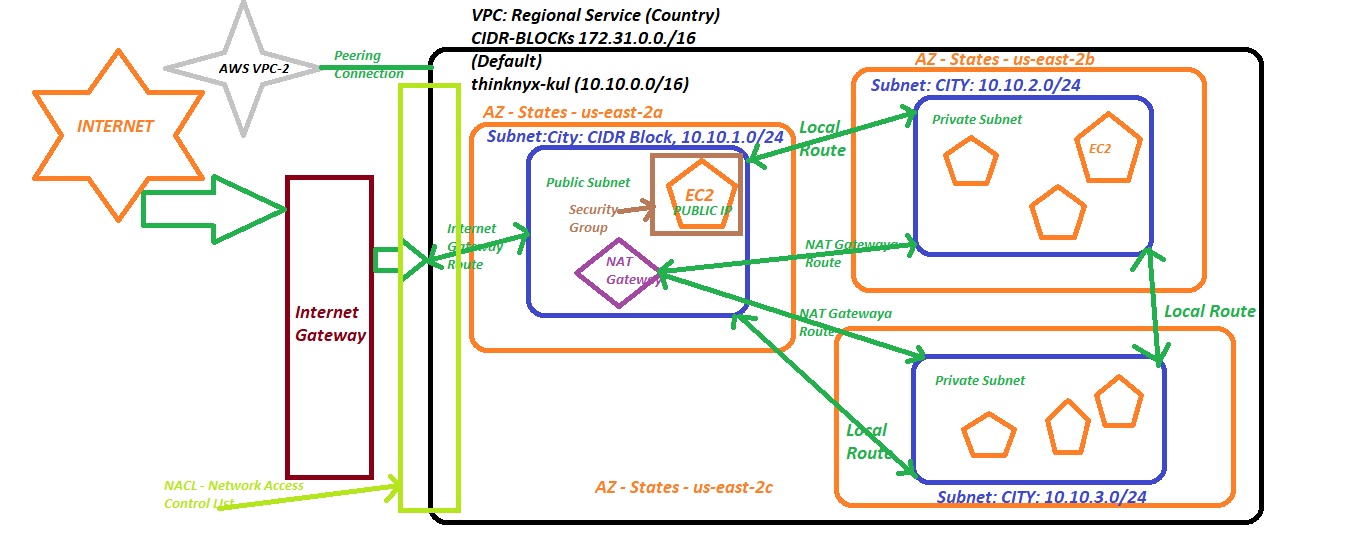 VPC: Regional Service (Country)
CIDR-BLOCKs 172.31.0.0./16
(Default)
thinknyx-kul (10.10.0.0/16)
AWS VPC-2
Peering
Connection
INTERNET
AZ - States - us-east-2a
Subnet:City: CIDR Block, 10.10.1.0/24
Public Subnet
EC2
PUBLIC IP
Security
Group
NAT
Gateway
Internet
Gateway
Route
Internet
Gateway
NACL - Network Access
Control List
Local
Route
AZ - States - us-east-2b
Subnet: CITY: 10.10.2.0/24
Private Subnet
EC2
NAT Gatewaya
Route
NAT Gatewaya
Route
Local Route
Private Subnet
Local
Route
AZ - States - us-east-2c
Subnet: CITY: 10.10.3.0/24